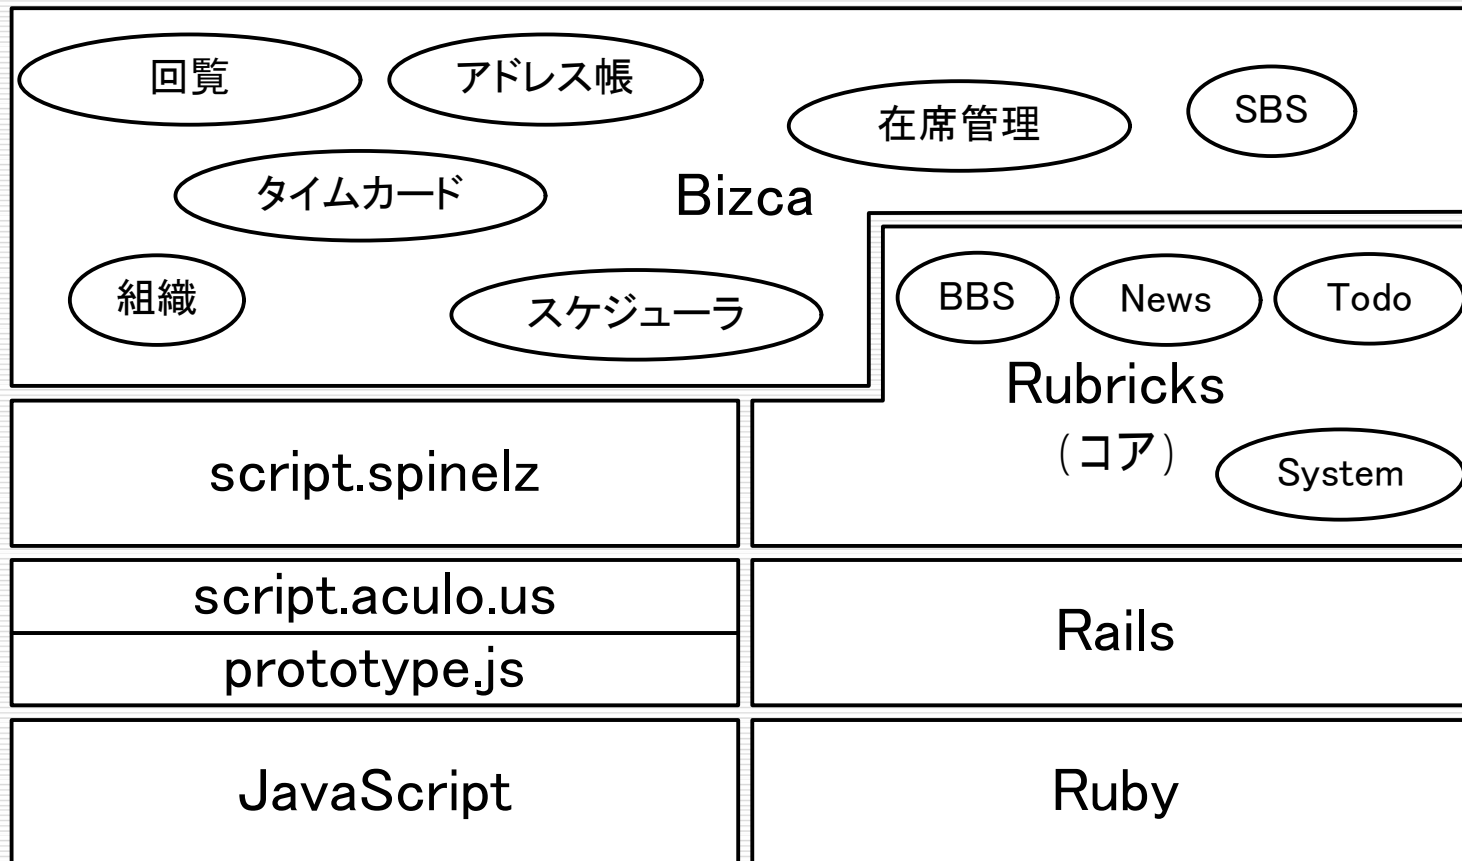 回覧
アドレス帳
在席管理
SBS
タイムカード
Bizca
組織
スケジューラ
BBS
News
Todo
Rubricks
(コア)
System
script.spinelz
script.aculo.us
prototype.js
Rails
JavaScript
Ruby